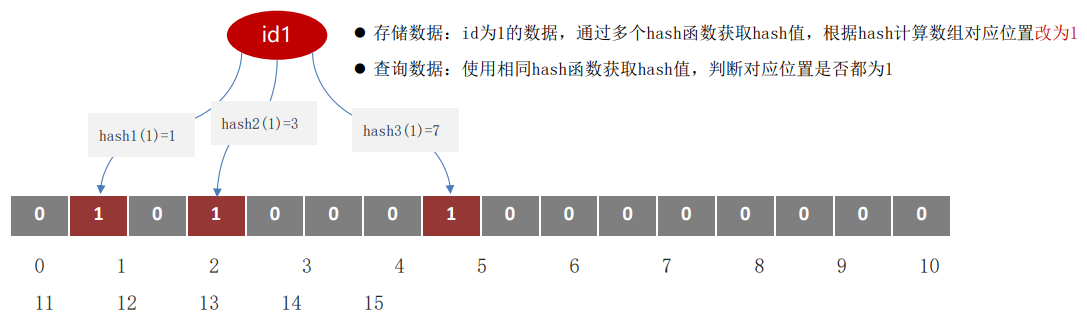 id1
● 存储数据：id为1的数据，通过多个hash函数获取hash值，根据hash计算数组对应位置改为1
● 查询数据：使用相同hash函数获取hash值，判断对应位置是否都为1
hash1(1)=1
hash2(1)=3
hash3(1)=7
0 1 0 1 0 0 0 1 0 0 0 0 0 0 0 0
0 1 2 3 4 5 6 7 8 9 10
11 12 13 14 15